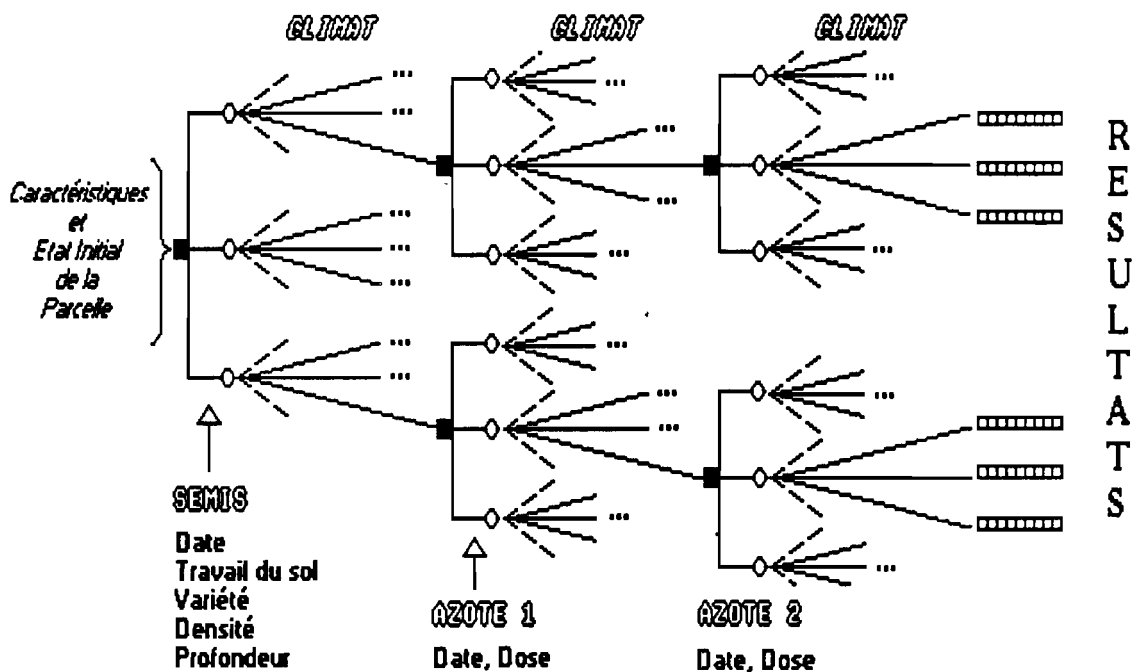 CLIMAT CLIMAT CLIMAT
Caractéristiques
et
Etat Initial
de la
Parcelle
R
E
S
U
L
T
A
T
S
SEMIS
Date
Travail du sol
Variété
Densité
Profondeur
AZOTE 1
Date, Dose
AZOTE 2
Date, Dose